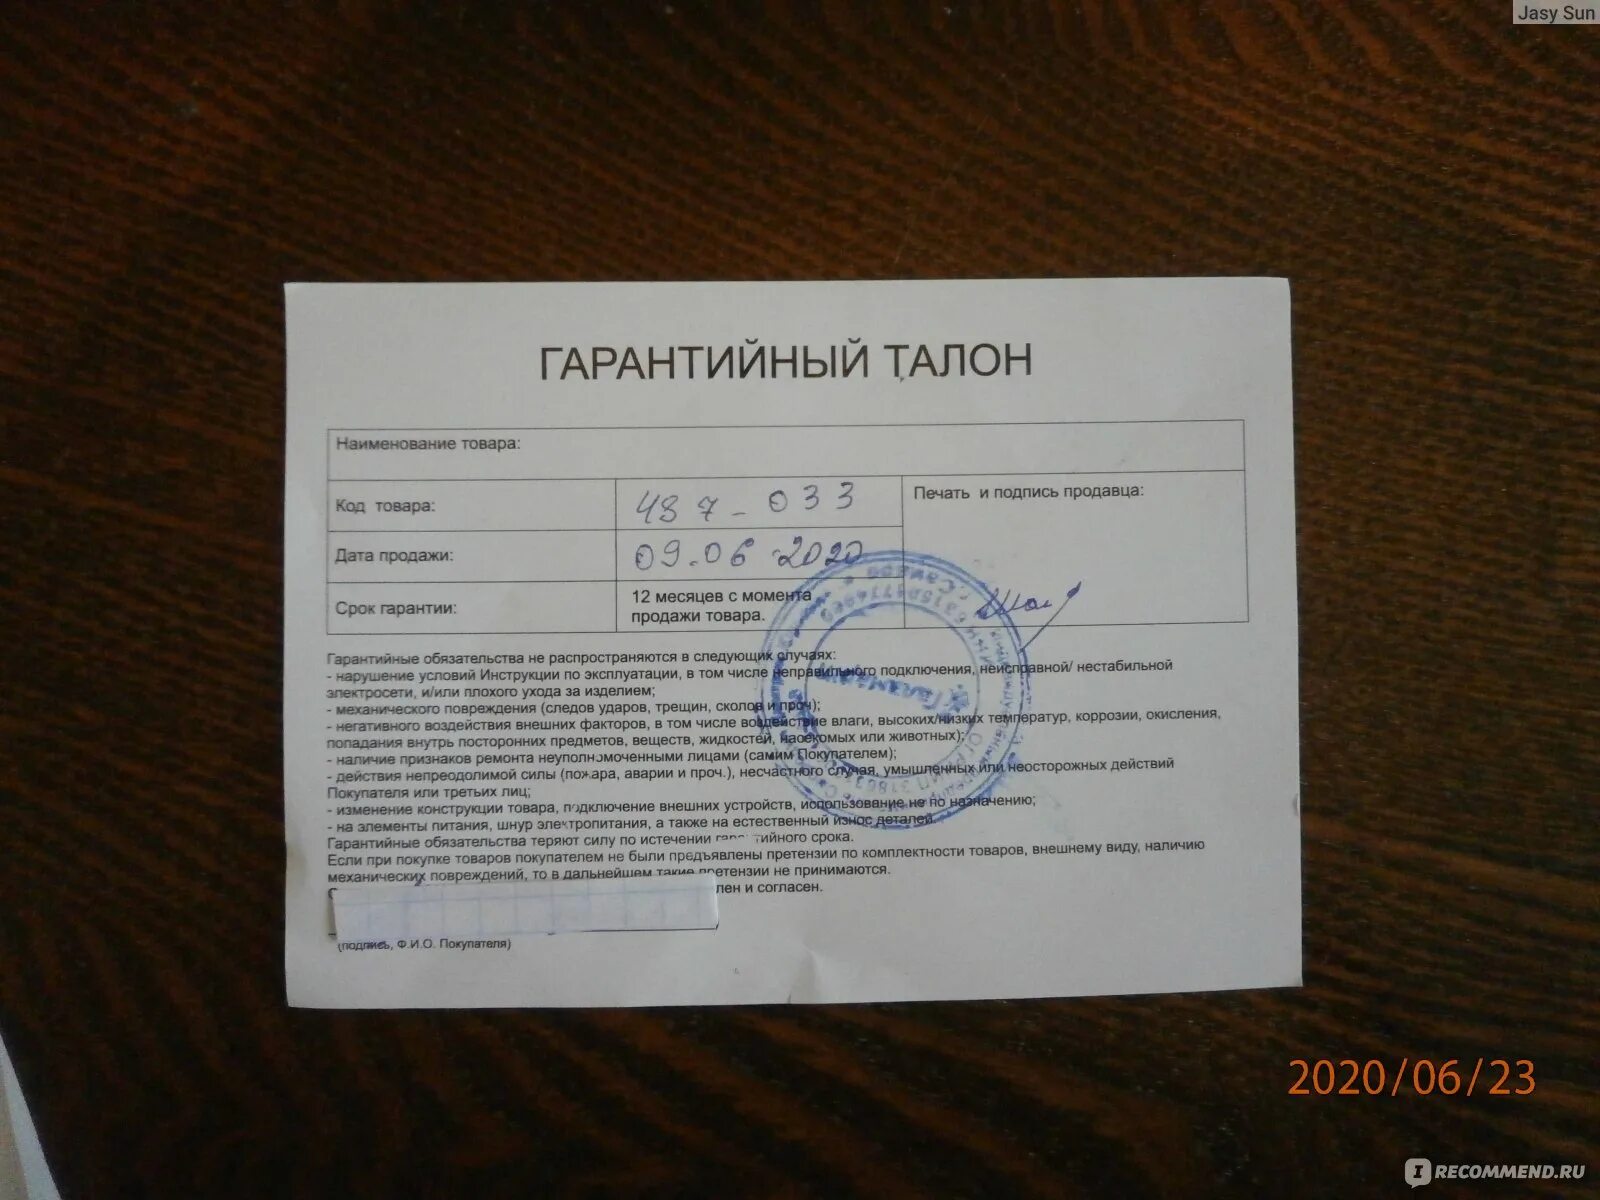 Jasy Sun
ГАРАНТИЙНЫЙ ТАЛОН
Наименование товара:
Код товара: 487-033
Печать и подпись продавца:
Дата продажи: 09.06 2020
Срок гарантии: 12 месяцев с момента
продажи товара.
Гарантийные обязательства не распространяются в следующих случаях:
- нарушение условий Инструкции по эксплуатации, в том числе неправильного подключения, неисправной/ нестабильной
электросети, и/или плохого ухода за изделием;
- механического повреждения (следов ударов, трещин, сколов и проч);
- негативного воздействия внешних факторов, в том числе воздействие влаги, высоких/низких температур, коррозии, окисления,
попадания внутрь посторонних предметов, веществ, жидкостей, насекомых или животных);
- наличие признаков ремонта неуполномоченными лицами (самим Покупателем);
- действия непреодолимой силы (пожара, аварии и проч.), несчастного случая, умышленных или неосторожных действий
Покупателя или третьих лиц;
- изменение конструкции товара, подключение внешних устройств, использование не по назначению;
- на элементы питания, шнур электропитания, а также на естественный износ деталей.
Гарантийные обязательства теряют силу по истечении гарантийного срока.
Если при покупке товаров покупателем не были предъявлены претензии по комплектности товаров, внешнему виду, наличию
механических повреждений, то в дальнейшем такие претензии не принимаются.
лен и согласен.
(подпись, Ф.И.О. Покупателя)
г. Самара
Галамарт
2020/06/23
IRECOMMEND.RU